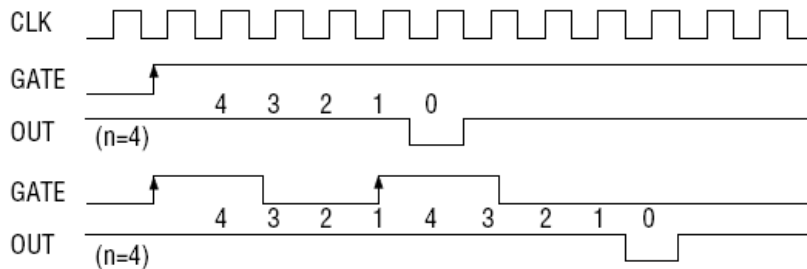 CLK
GATE
4 3 2 1 0
OUT (n=4)
GATE
4 3 2 1 4 3 2 1 0
OUT (n=4)